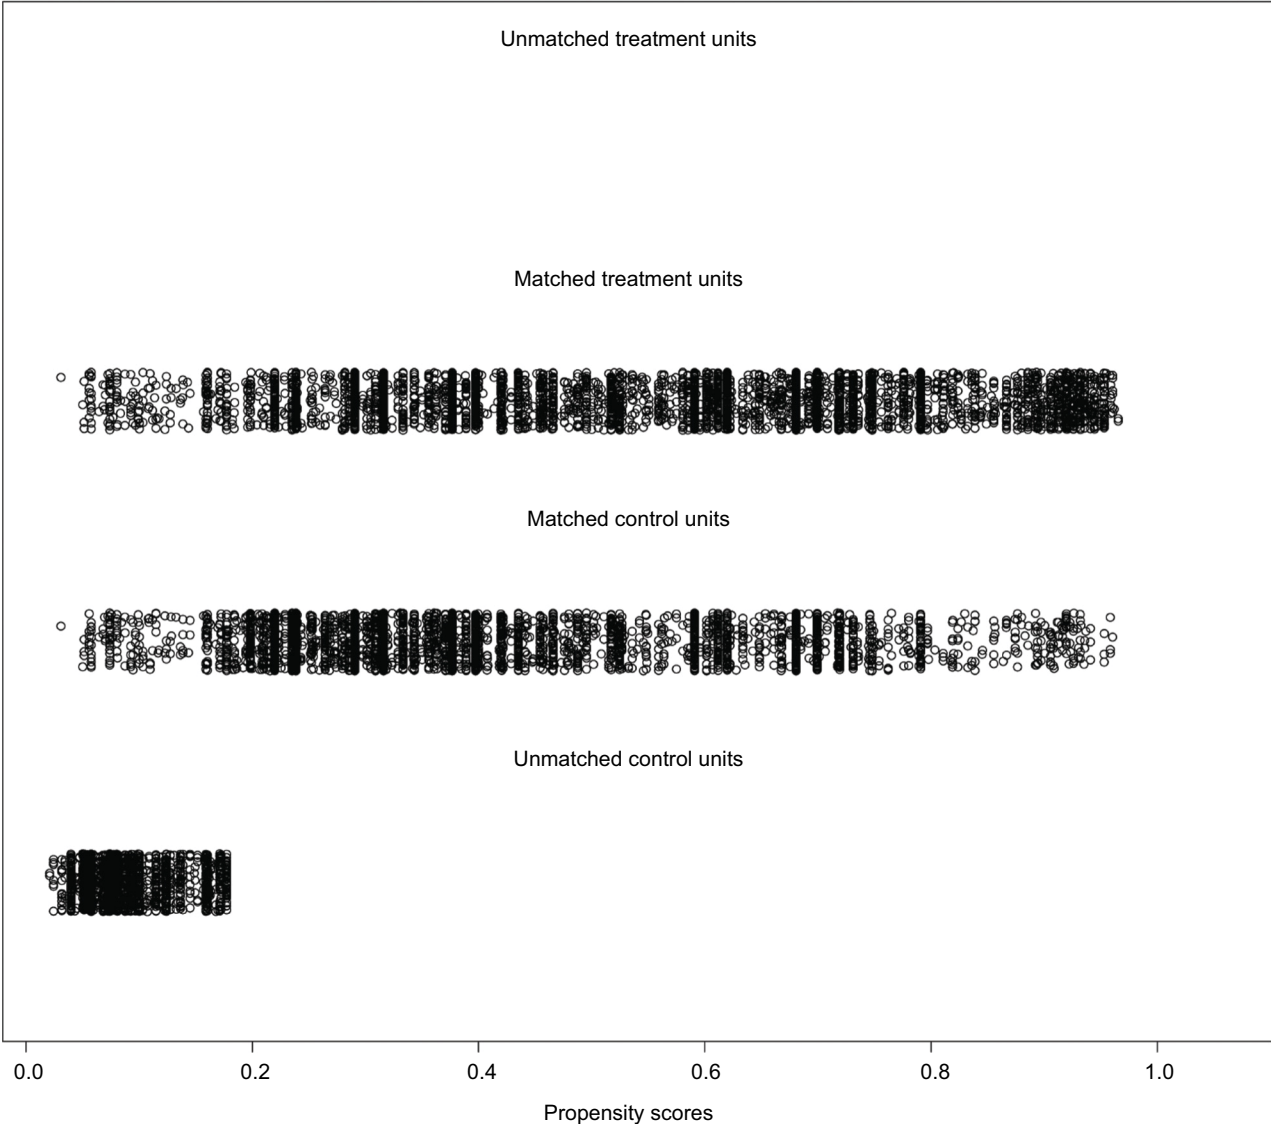 Unmatched treatment units
Matched treatment units
Matched control units
Unmatched control units
0.0 0.2 0.4 0.6 0.8 1.0
Propensity scores